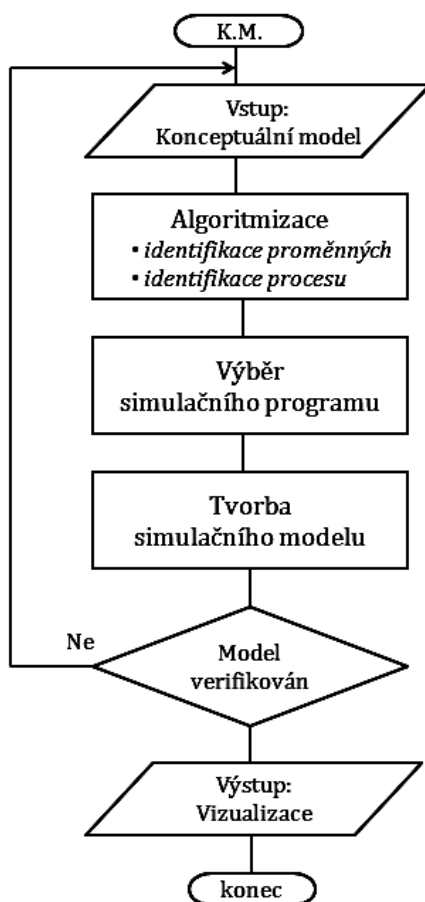 K.M.
Vstup:
Konceptuální model
Algoritmizace
• identifikace proměnných
• identifikace procesu
Výběr
simulačního programu
Tvorba
simulačního modelu
Ne
Model
verifikován
Výstup:
Vizualizace
konec